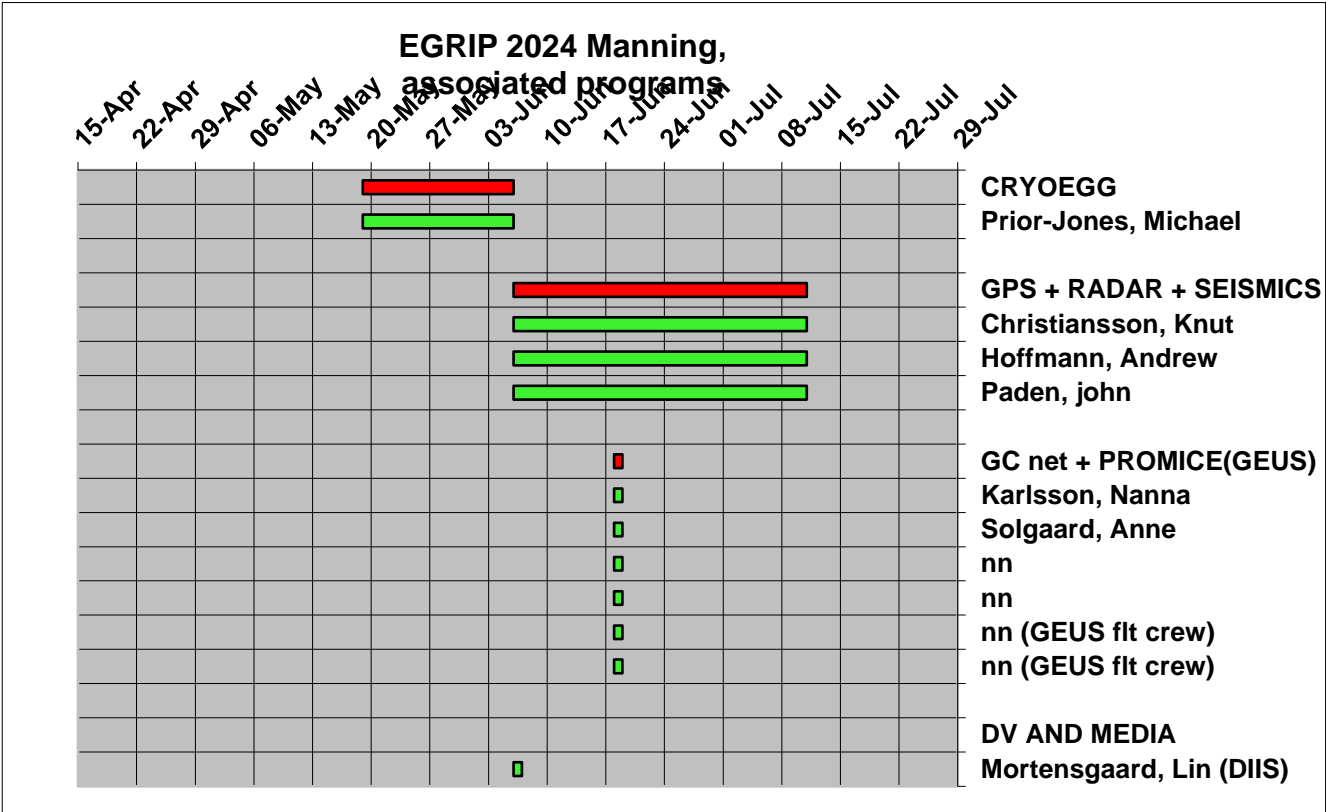 EGRIP 2024 Manning,
associated programs
15-Apr
22-Apr
29-Apr
06-May
13-May
20-May
27-May
03-Jun
10-Jun
17-Jun
24-Jun
01-Jul
08-Jul
15-Jul
22-Jul
29-Jul
CRYOEGG
Prior-Jones, Michael
GPS + RADAR + SEISMICS
Christiansson, Knut
Hoffmann, Andrew
Paden, john
GC net + PROMICE(GEUS)
Karlsson, Nanna
Solgaard, Anne
nn
nn
nn (GEUS flt crew)
nn (GEUS flt crew)
DV AND MEDIA
Mortensgaard, Lin (DIIS)